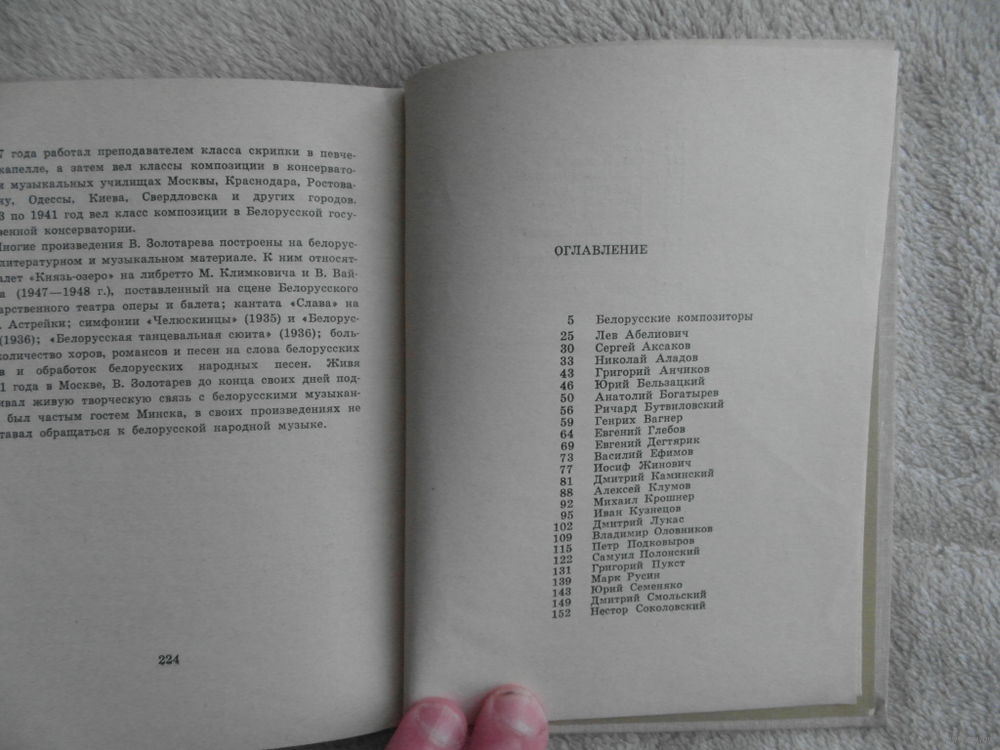 7 года работал преподавателем класса скрипки в певче-
капелле, а затем вел классы композиции в консервато-
и музыкальных училищах Москвы, Краснодара, Ростова-
ну, Одессы, Киева, Свердловска и других городов.
3 по 1941 год вел класс композиции в Белорусской госу-
венной консерватории.
Многие произведения В. Золотарева построены на белорус-
литературном и музыкальном материале. К ним относят-
алет «Князь-озеро» на либретто М. Климковича и В. Вай-
а (1947—1948 г.), поставленный на сцене Белорусского
арственного театра оперы и балета; кантата «Слава» на
. Астрейки; симфонии «Челюскинцы» (1935) и «Белорус-
(1936); «Белорусская танцевальная сюита» (1936); боль-
количество хоров, романсов и песен на слова белорусских
в и обработок белорусских народных песен. Живя
1 года в Москве, В. Золотарев до конца своих дней под-
ивал живую творческую связь с белорусскими музыкан-
был частым гостем Минска, в своих произведениях не
тавал обращаться к белорусской народной музыке.
224
ОГЛАВЛЕНИЕ
5 Белорусские композиторы
25 Лев Абелиович
30 Сергей Аксаков
33 Николай Аладов
43 Григорий Анчиков
46 Юрий Бельзацкий
50 Анатолий Богатырев
56 Ричард Бутвиловский
59 Генрих Вагнер
64 Евгений Глебов
69 Евгений Дегтярик
73 Василий Ефимов
77 Иосиф Жинович
81 Дмитрий Каминский
88 Алексей Клумов
92 Михаил Крошнер
95 Иван Кузнецов
102 Дмитрий Лукас
109 Владимир Оловников
115 Петр Подковыров
122 Самуил Полонский
131 Григорий Пукст
139 Марк Русин
143 Юрий Семеняко
149 Дмитрий Смольский
152 Нестор Соколовский